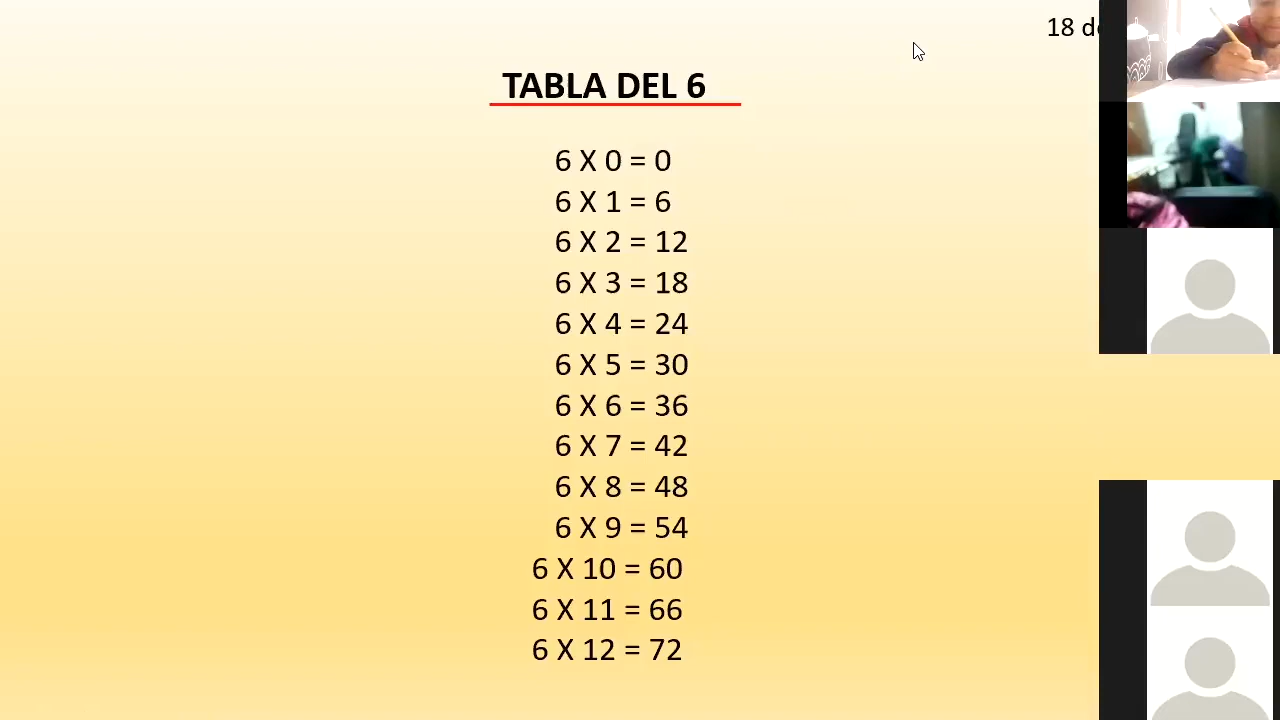 18 d
TABLA DEL 6
6 X 0 = 0
6 X 1 = 6
6 X 2 = 12
6 X 3 = 18
6 X 4 = 24
6 X 5 = 30
6 X 6 = 36
6 X 7 = 42
6 X 8 = 48
6 X 9 = 54
6 X 10 = 60
6 X 11 = 66
6 X 12 = 72